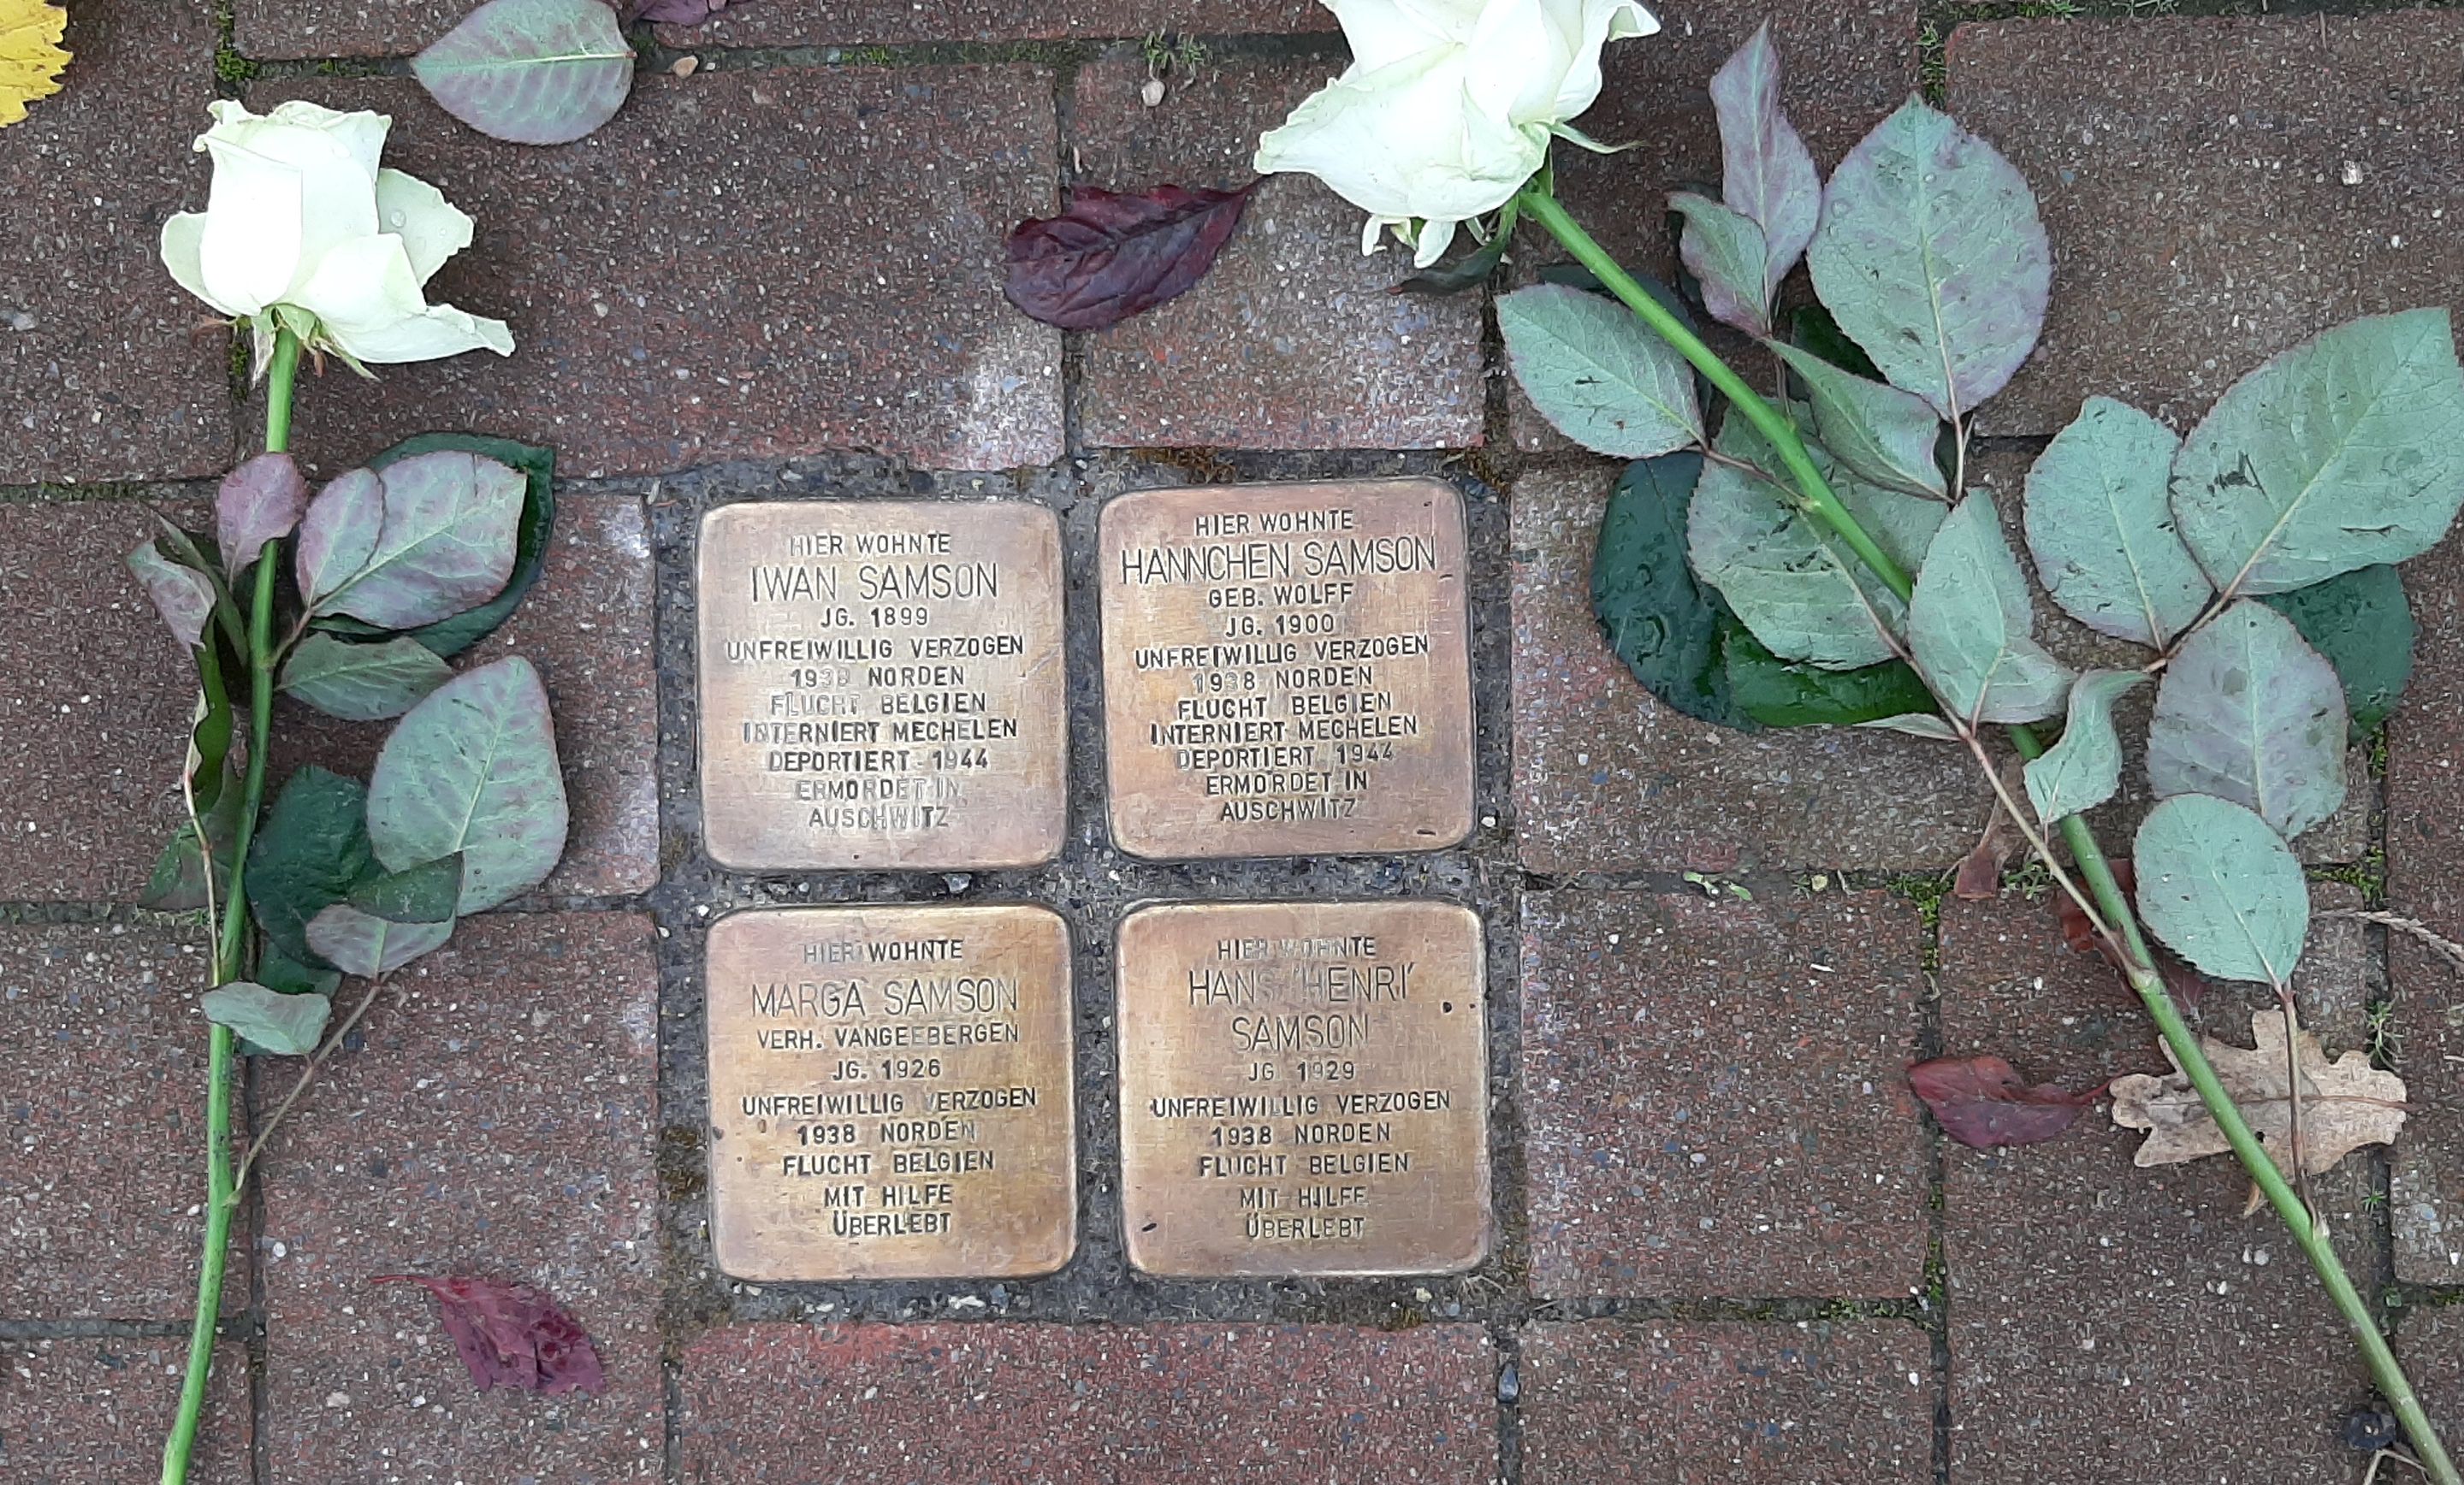 HIER WOHNTE
IWAN SAMSON
JG. 1899
UNFREIWILLIG VERZOGEN
1938 NORDEN
FLUCHT BELGIEN
INTERNIERT MECHELEN
DEPORTIERT 1944
ERMORDET IN
AUSCHWITZ
HIER WOHNTE
HANNCHEN SAMSON
GEB. WOLFF
JG. 1900
UNFREIWILLIG VERZOGEN
1938 NORDEN
FLUCHT BELGIEN
INTERNIERT MECHELEN
DEPORTIERT 1944
ERMORDET IN
AUSCHWITZ
HIER WOHNTE
MARGA SAMSON
VERH. VANGEEBERGEN
JG. 1926
UNFREIWILLIG VERZOGEN
1938 NORDEN
FLUCHT BELGIEN
MIT HILFE
ÜBERLEBT
HIER WOHNTE
HANS 'HENRI'
SAMSON
JG. 1929
UNFREIWILLIG VERZOGEN
1938 NORDEN
FLUCHT BELGIEN
MIT HILFE
ÜBERLEBT